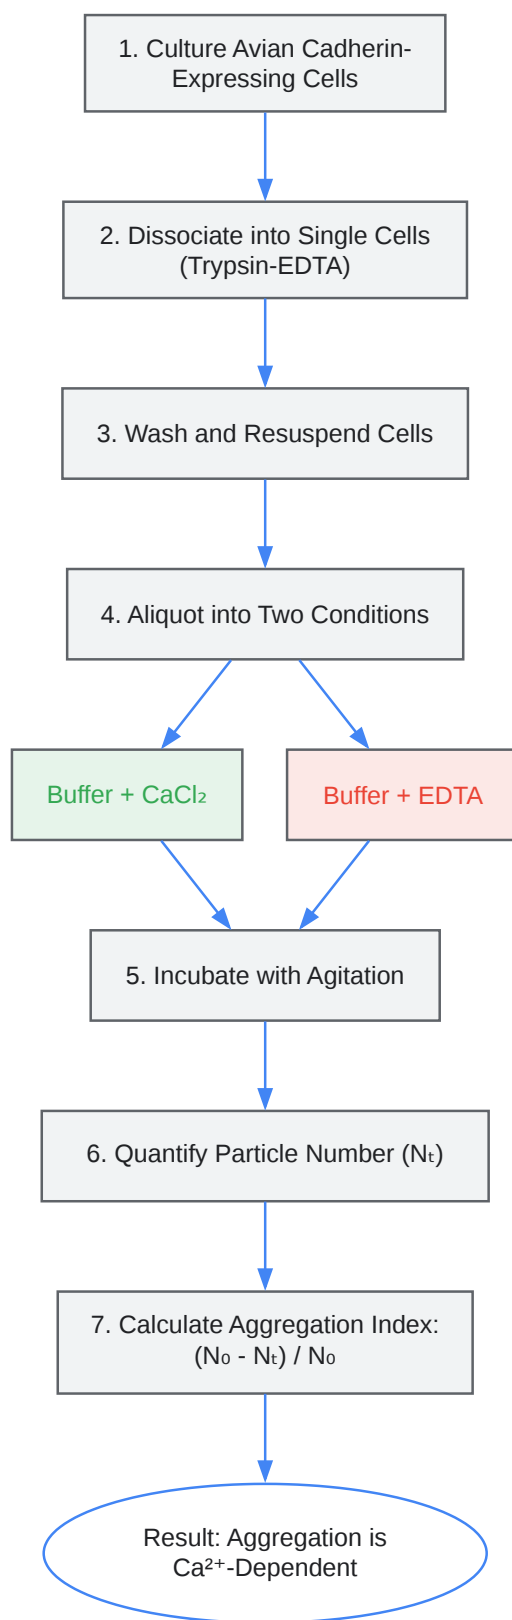 1. Culture Avian Cadherin-
Expressing Cells
2. Dissociate into Single Cells
(Trypsin-EDTA)
3. Wash and Resuspend Cells
4. Aliquot into Two Conditions
Buffer + CaCl₂
Buffer + EDTA
5. Incubate with Agitation
6. Quantify Particle Number (Nₜ)
7. Calculate Aggregation Index:
(N₀ - Nₜ) / N₀
Result: Aggregation is
Ca²⁺-Dependent